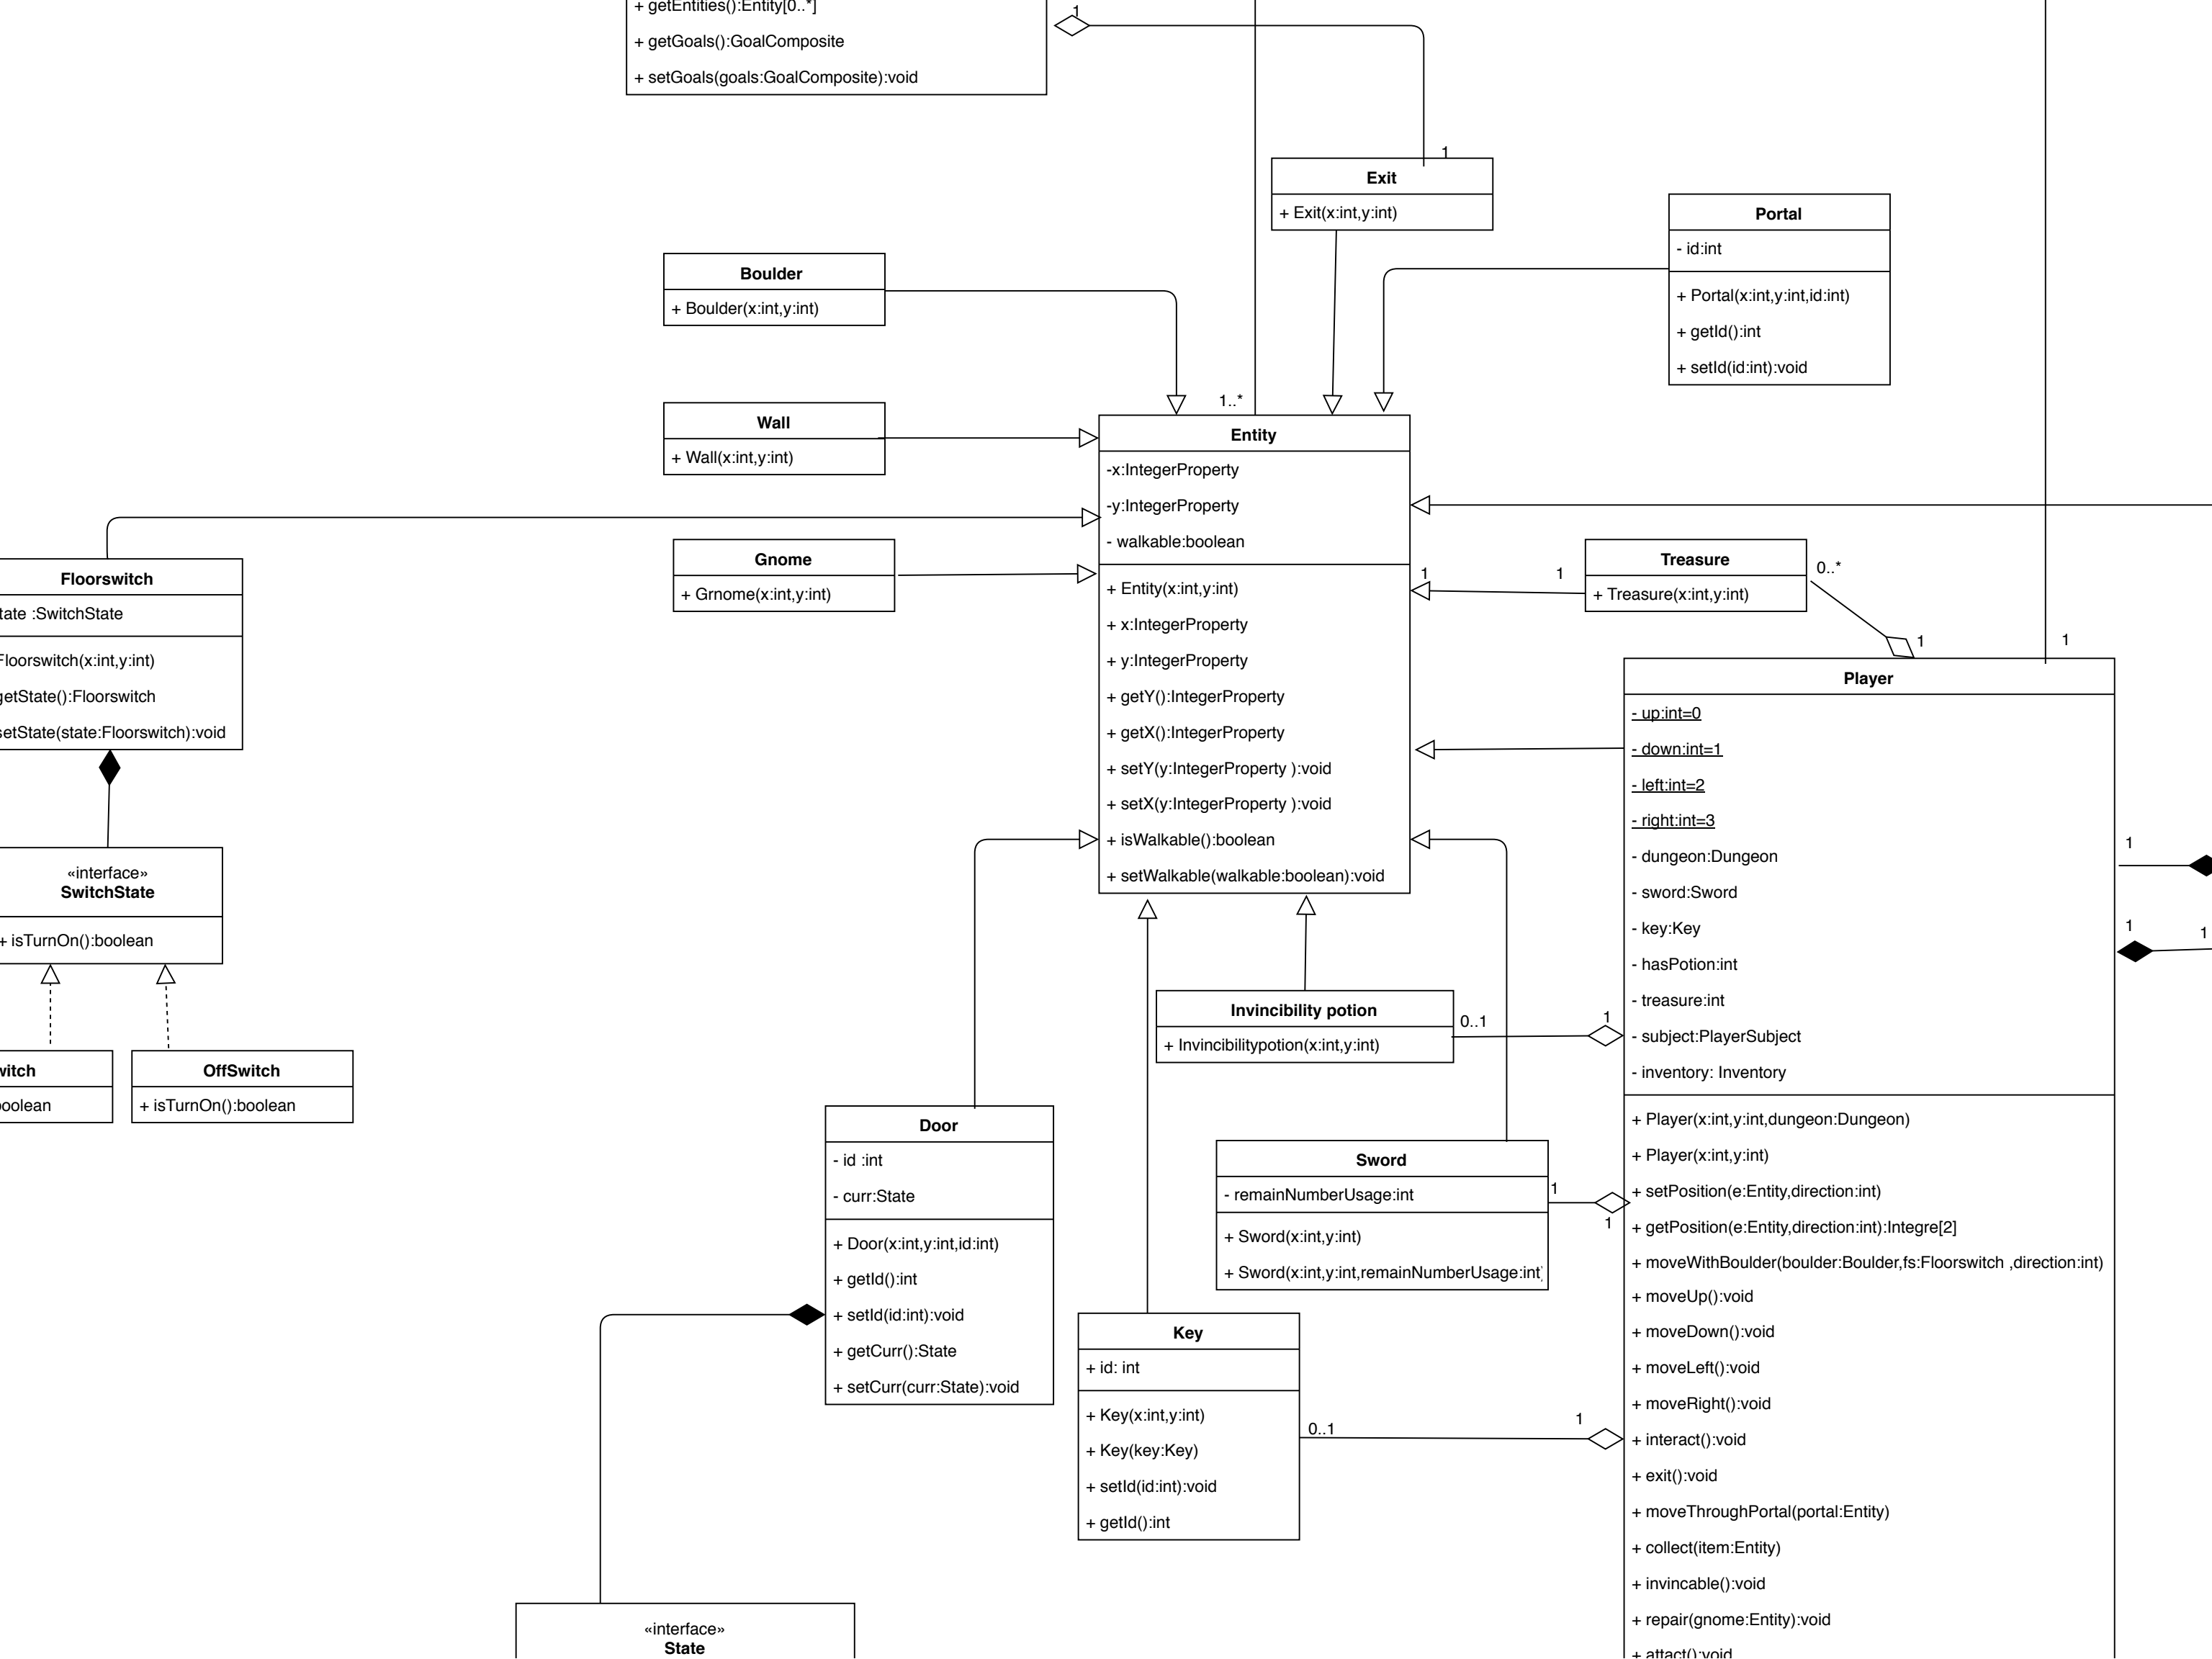 + getEntities():Entity[0..*]
+ getGoals():GoalComposite
+ setGoals(goals:GoalComposite):void
1
1
Exit
+ Exit(x:int,y:int)
Portal
- id:int
+ Portal(x:int,y:int,id:int)
+ getId():int
+ setId(id:int):void
Boulder
+ Boulder(x:int,y:int)
Wall
+ Wall(x:int,y:int)
1..*
Entity
-x:IntegerProperty
-y:IntegerProperty
- walkable:boolean
+ Entity(x:int,y:int)
+ x:IntegerProperty
+ y:IntegerProperty
+ getY():IntegerProperty
+ getX():IntegerProperty
+ setY(y:IntegerProperty ):void
+ setX(y:IntegerProperty ):void
+ isWalkable():boolean
+ setWalkable(walkable:boolean):void
Gnome
+ Grnome(x:int,y:int)
1
1
Treasure
+ Treasure(x:int,y:int)
0..*
1
1
Floorswitch
tate :SwitchState
Floorswitch(x:int,y:int)
getState():Floorswitch
setState(state:Floorswitch):void
«interface»
SwitchState
+ isTurnOn():boolean
witch
boolean
OffSwitch
+ isTurnOn():boolean
Player
- up:int=0
- down:int=1
- left:int=2
- right:int=3
- dungeon:Dungeon
- sword:Sword
- key:Key
- hasPotion:int
- treasure:int
- subject:PlayerSubject
- inventory: Inventory
+ Player(x:int,y:int,dungeon:Dungeon)
+ Player(x:int,y:int)
+ setPosition(e:Entity,direction:int)
+ getPosition(e:Entity,direction:int):Integre[2]
+ moveWithBoulder(boulder:Boulder,fs:Floorswitch ,direction:int)
+ moveUp():void
+ moveDown():void
+ moveLeft():void
+ moveRight():void
+ interact():void
+ exit():void
+ moveThroughPortal(portal:Entity)
+ collect(item:Entity)
+ invincable():void
+ repair(gnome:Entity):void
+ attact():void
1
1
1
Invincibility potion
+ Invincibilitypotion(x:int,y:int)
0..1
1
Door
- id :int
- curr:State
+ Door(x:int,y:int,id:int)
+ getId():int
+ setId(id:int):void
+ getCurr():State
+ setCurr(curr:State):void
Sword
- remainNumberUsage:int
+ Sword(x:int,y:int)
+ Sword(x:int,y:int,remainNumberUsage:int)
1
1
Key
+ id: int
+ Key(x:int,y:int)
+ Key(key:Key)
+ setId(id:int):void
+ getId():int
0..1
1
«interface»
State